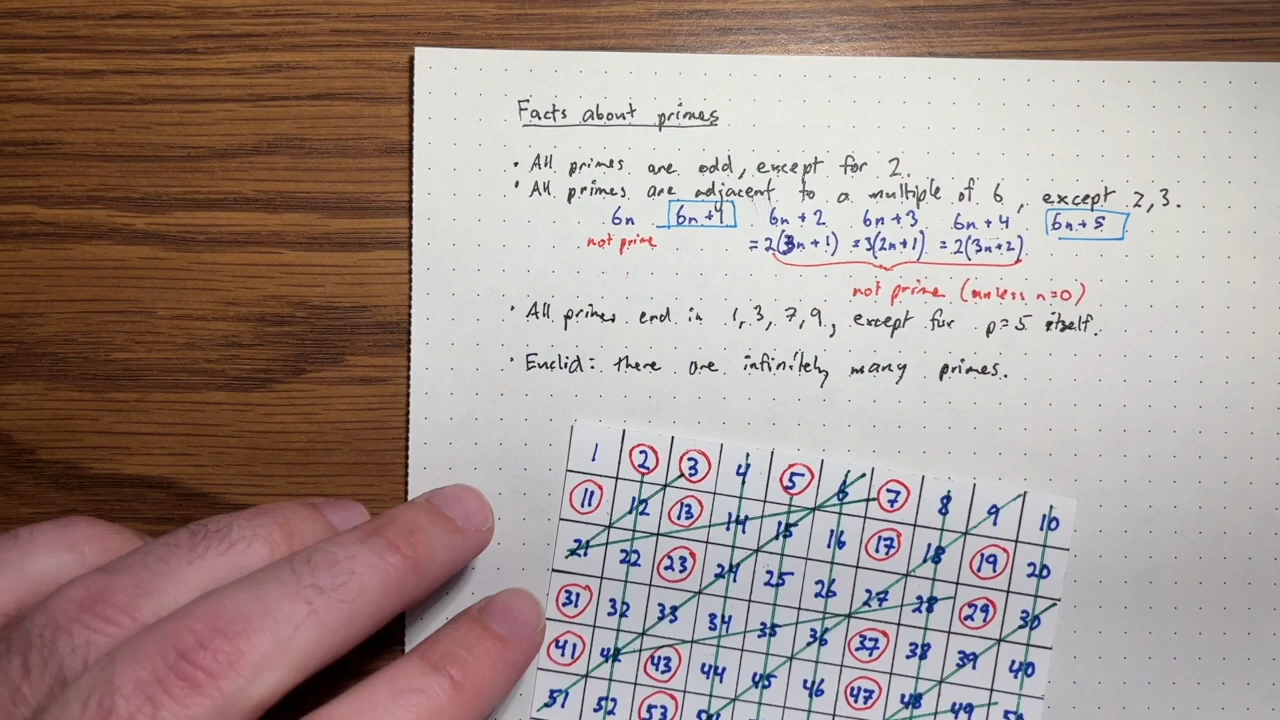 Facts about primes
• All primes are odd, except for 2.
• All primes are adjacent to a multiple of 6, except 2, 3.
6n 6n+1 6n+2 6n+3 6n+4 6n+5
not prime =2(3n+1) =3(2n+1) =2(3n+2)
not prime (unless n=0)
• All primes end in 1, 3, 7, 9, except for p=5 itself.
• Euclid: there are infinitely many primes.
1 2 3 4 5 6 7 8 9 10
11 12 13 14 15 16 17 18 19 20
21 22 23 24 25 26 27 28 29 30
31 32 33 34 35 36 37 38 39 40
41 42 43 44 45 46 47 48 49
51 52 53